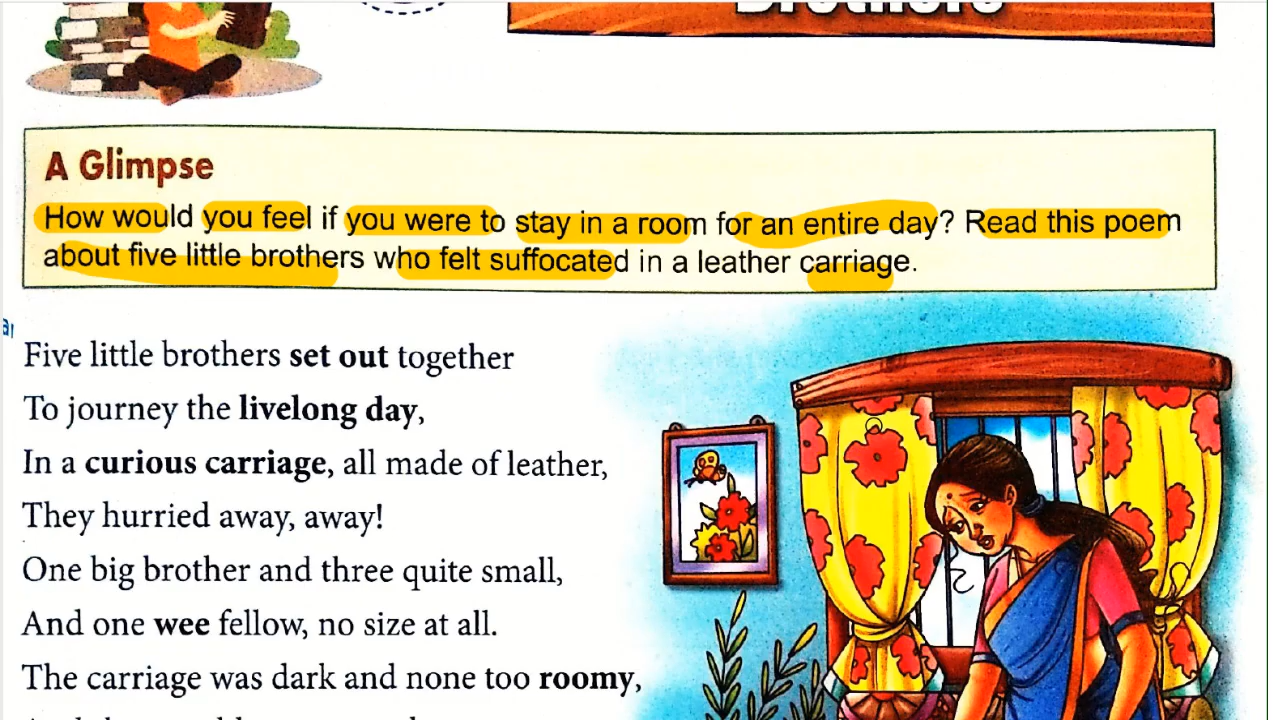 Brothers
A Glimpse
How would you feel if you were to stay in a room for an entire day? Read this poem
about five little brothers who felt suffocated in a leather carriage.
Five little brothers set out together
To journey the livelong day,
In a curious carriage, all made of leather,
They hurried away, away!
One big brother and three quite small,
And one wee fellow, no size at all.
The carriage was dark and none too roomy,